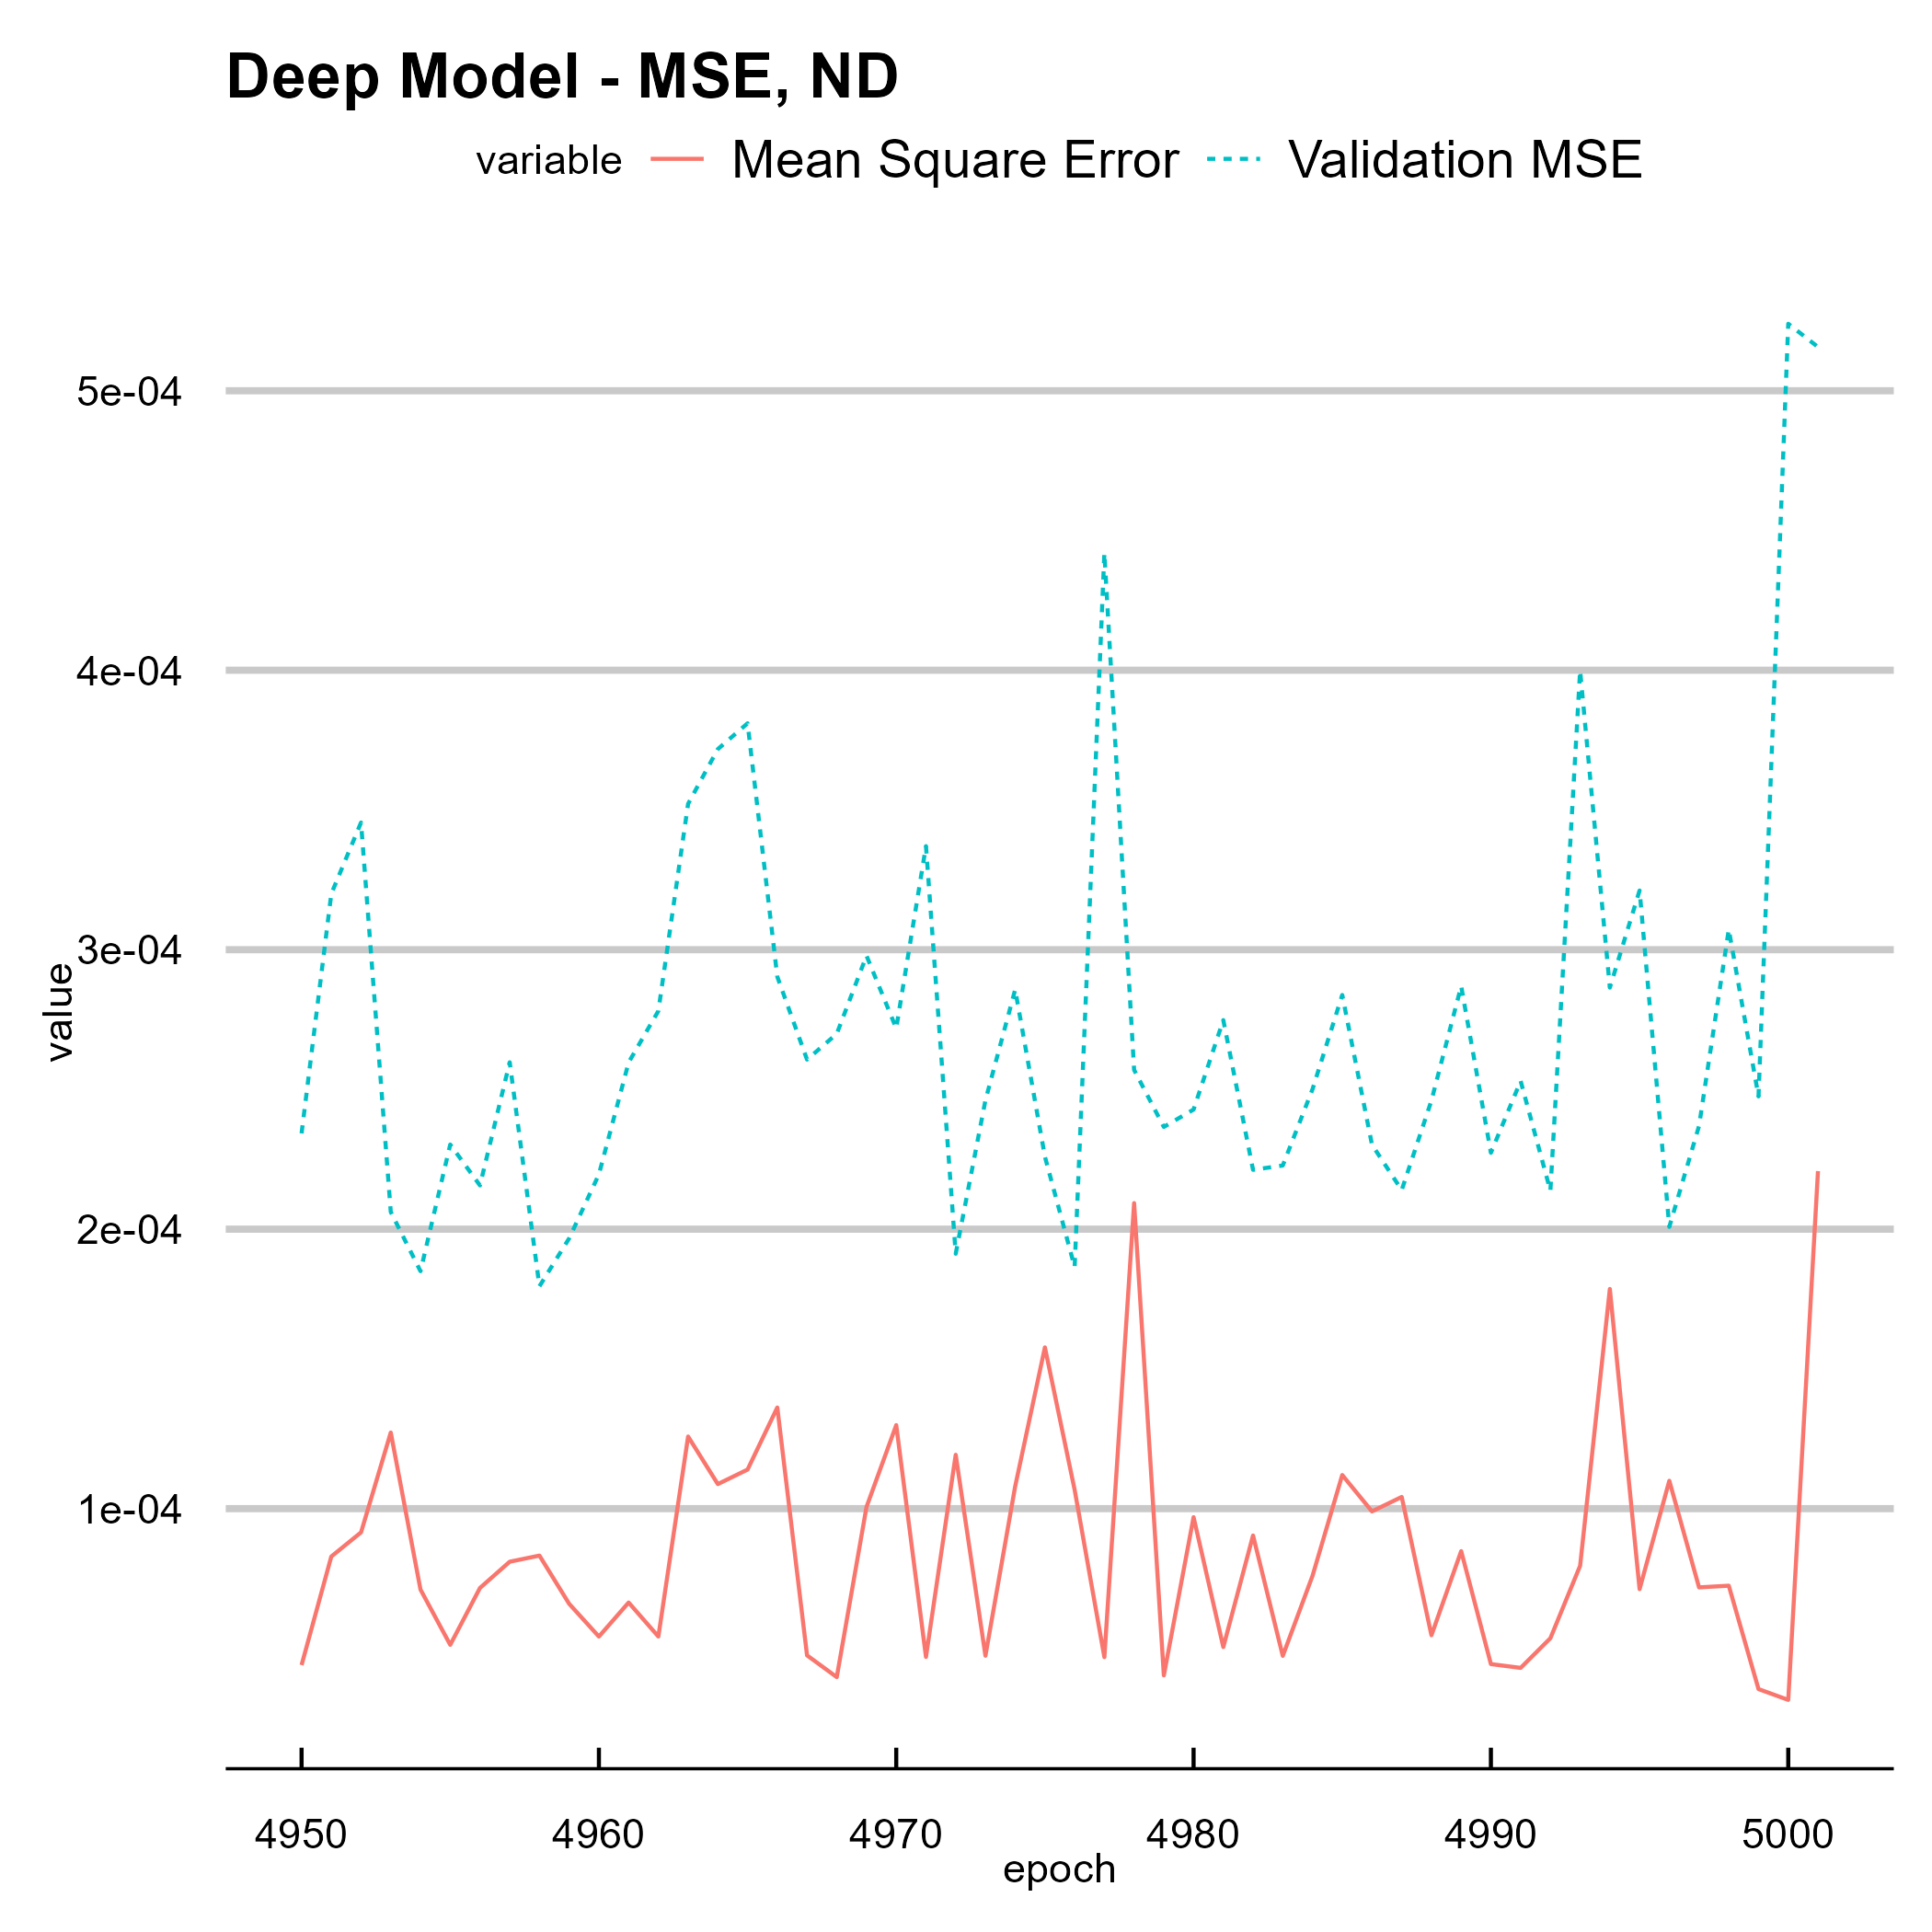 Deep Model - MSE, ND
variable Mean Square Error Validation MSE
5e-04
4e-04
3e-04
2e-04
1e-04
value
4950 4960 4970 4980 4990 5000
epoch